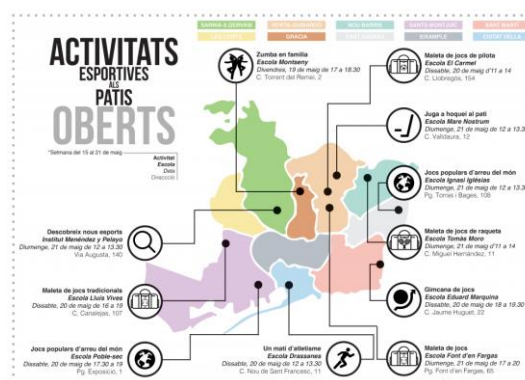 SARRIÀ-S.GERVASI
HORTA-GUINARDÓ
NOU BARRIS
SANTS-MONTJUÏC
SANT MARTÍ
LES CORTS
GRÀCIA
SANT ANDREU
EIXAMPLE
CIUTAT VELLA
ACTIVITATS
ESPORTIVES
ALS
PATIS
OBERTS
*Setmana del 15 al 21 de maig
Activitat
Escola
Data
Direcció
Zumba en família
Escola Montseny
Divendres, 19 de maig de 17 a 18:30
C. Torrent del Remei, 2
Maleta de jocs de pilota
Escola El Carmel
Dissabte, 20 de maig d'11 a 14
C. Llobregós, 154
Juga a hoquei al pati
Escola Mare Nostrum
Diumenge, 21 de maig de 12 a 13.30
C. Valldaura, 12
Jocs populars d'arreu del món
Escola Ignasi Iglésias
Diumenge, 21 de maig de 12 a 13.30
Pg. Torras i Bages, 108
Maleta de jocs de raqueta
Escola Tomàs Moro
Diumenge, 21 de maig d'11 a 14
C. Miguel Hernández, 11
Gimcana de jocs
Escola Eduard Marquina
Dissabte, 20 de maig de 18 a 19.30
C. Jaume Huguet, 22
Maleta de jocs
Escola Font d'en Fargas
Diumenge, 21 de maig de 17 a 20
Pg. Font d'en Fargas, 65
Descobreix nous esports
Institut Menéndez y Pelayo
Diumenge, 21 de maig de 12 a 13.30
Via Augusta, 140
Maleta de jocs tradicionals
Escola Lluís Vives
Dissabte, 20 de maig de 16 a 19
C. Canalejas, 107
Jocs populars d'arreu del món
Escola Poble-sec
Dissabte, 20 de maig de 17.30 a 19
Pg. Exposició, 1
Un matí d'atletisme
Escola Drassanes
Dissabte, 20 de maig de 12 a 13.30
C. Nou de Sant Francesc, 11